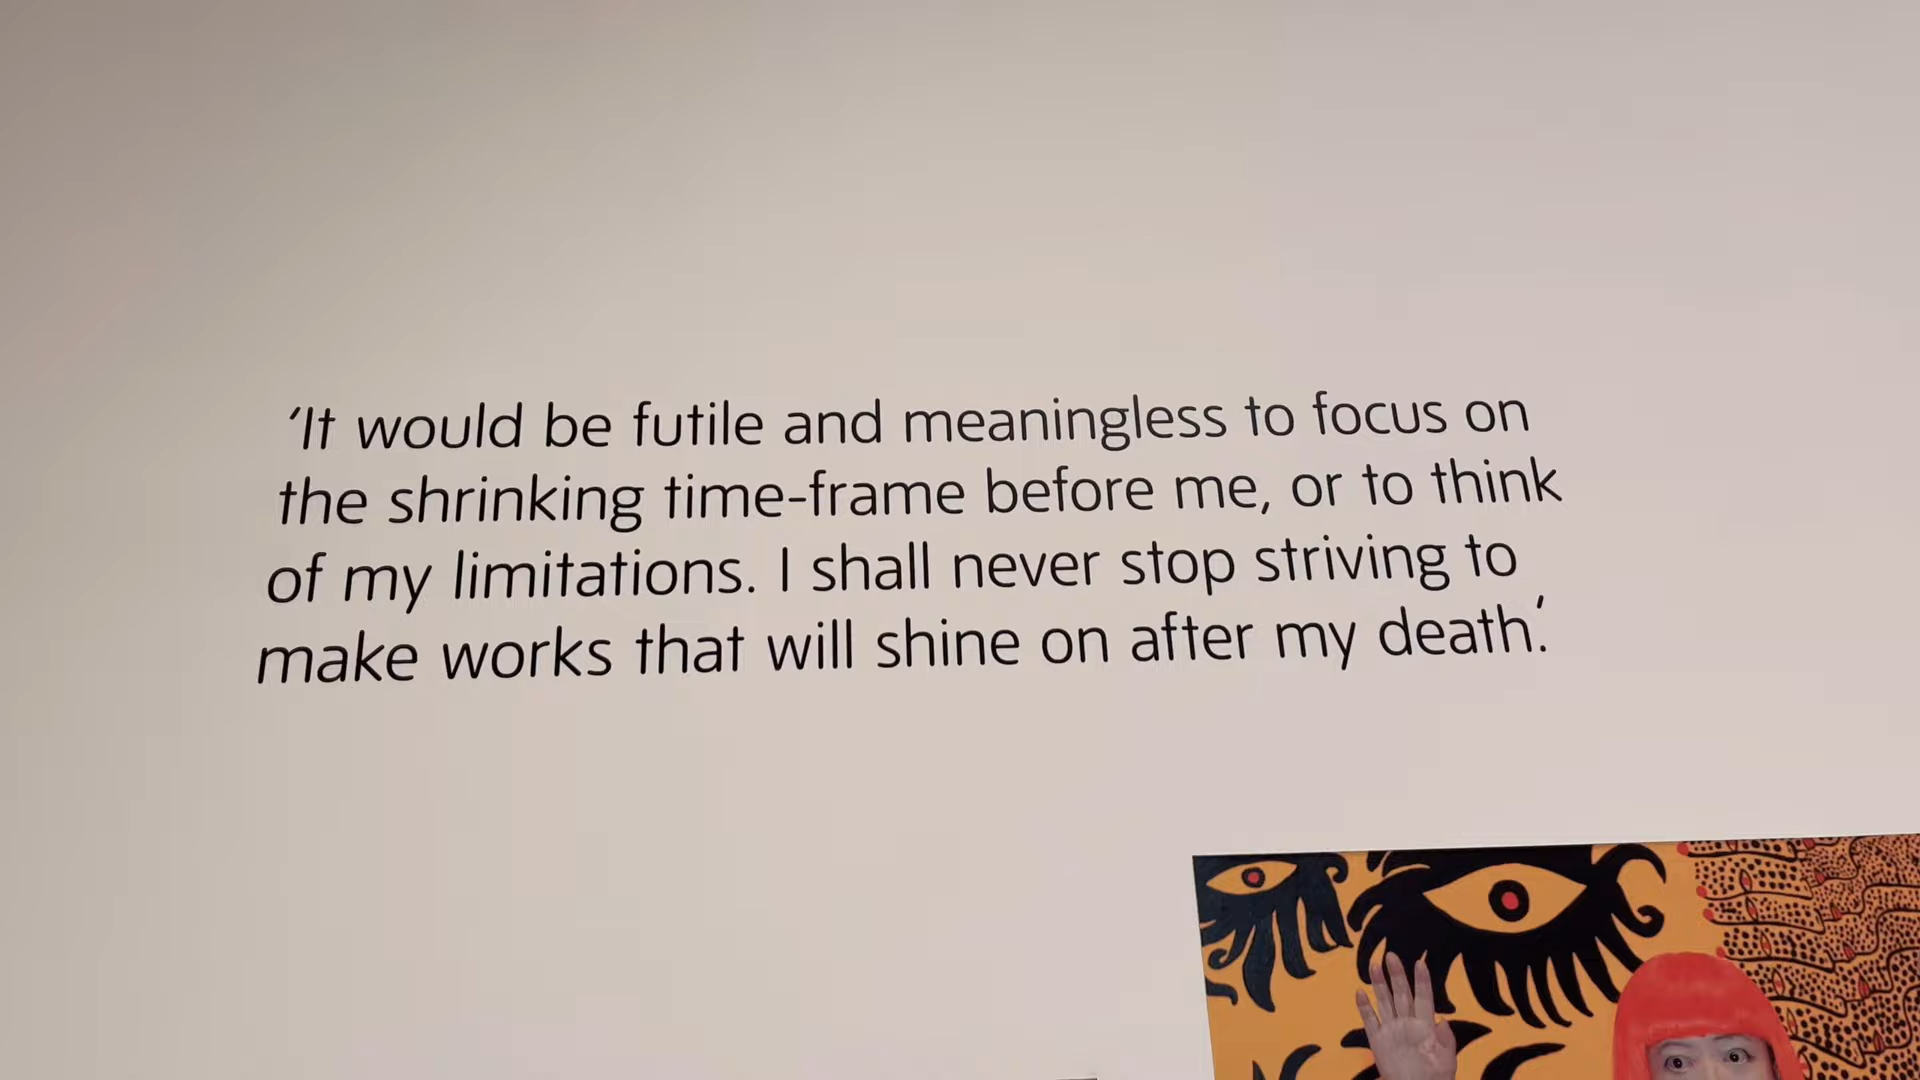 ‘It would be futile and meaningless to focus on
the shrinking time-frame before me, or to think
of my limitations. I shall never stop striving to
make works that will shine on after my death.’